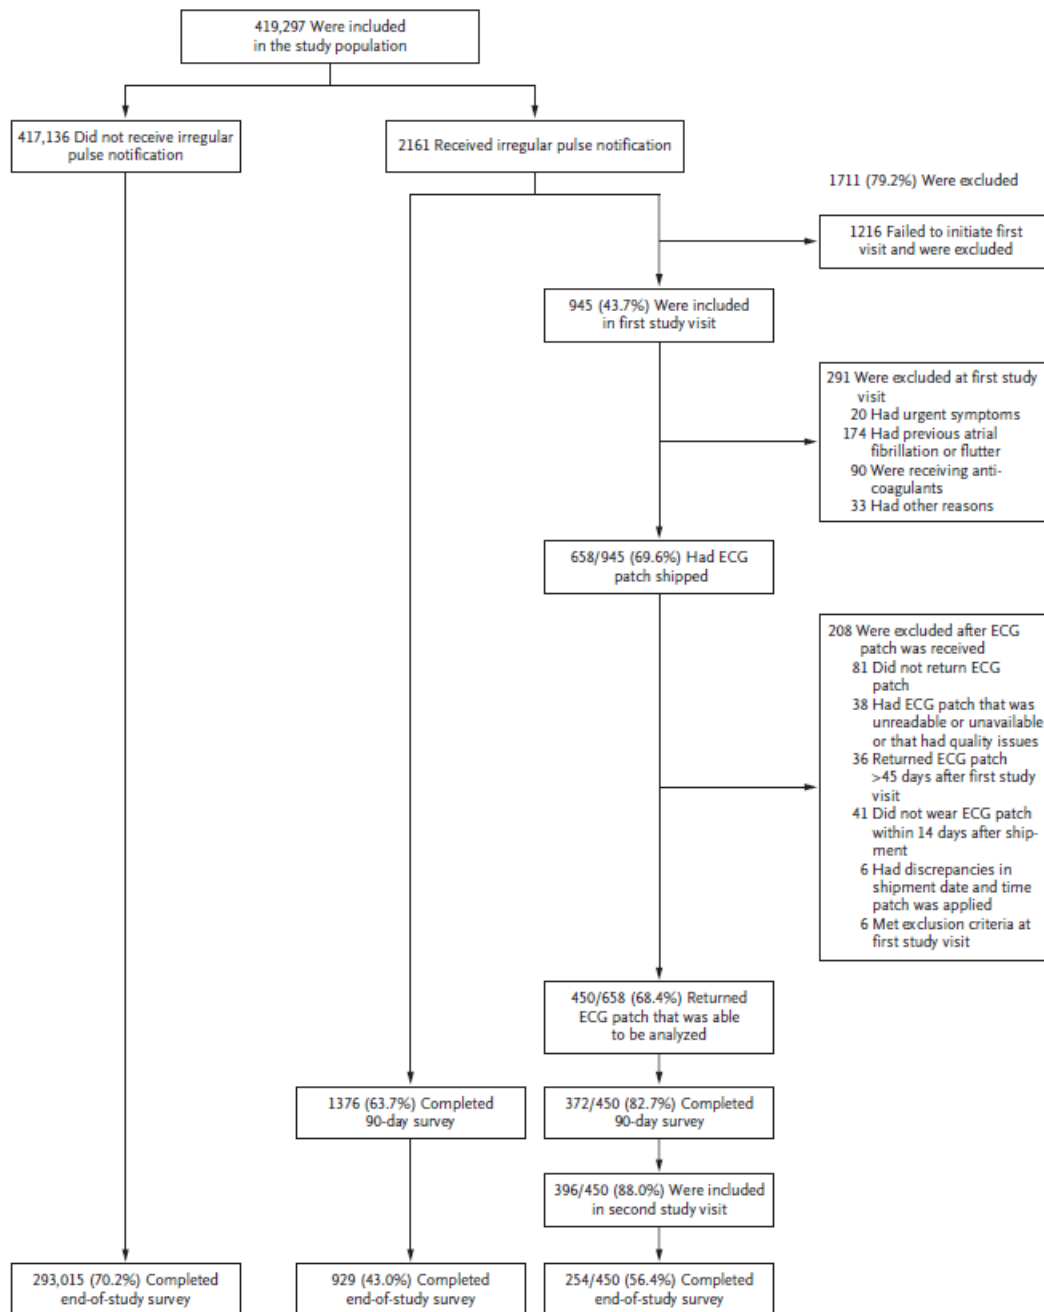 419,297 Were included
in the study population
417,136 Did not receive irregular
pulse notification
2161 Received irregular pulse notification
1711 (79.2%) Were excluded
1216 Failed to initiate first
visit and were excluded
945 (43.7%) Were included
in first study visit
291 Were excluded at first study
visit
20 Had urgent symptoms
174 Had previous atrial
fibrillation or flutter
90 Were receiving anti-
coagulants
33 Had other reasons
658/945 (69.6%) Had ECG
patch shipped
208 Were excluded after ECG
patch was received
81 Did not return ECG
patch
38 Had ECG patch that was
unreadable or unavailable
or that had quality issues
36 Returned ECG patch
>45 days after first study
visit
41 Did not wear ECG patch
within 14 days after ship-
ment
6 Had discrepancies in
shipment date and time
patch was applied
6 Met exclusion criteria at
first study visit
450/658 (68.4%) Returned
ECG patch that was able
to be analyzed
1376 (63.7%) Completed
90-day survey
372/450 (82.7%) Completed
90-day survey
396/450 (88.0%) Were included
in second study visit
293,015 (70.2%) Completed
end-of-study survey
929 (43.0%) Completed
end-of-study survey
254/450 (56.4%) Completed
end-of-study survey